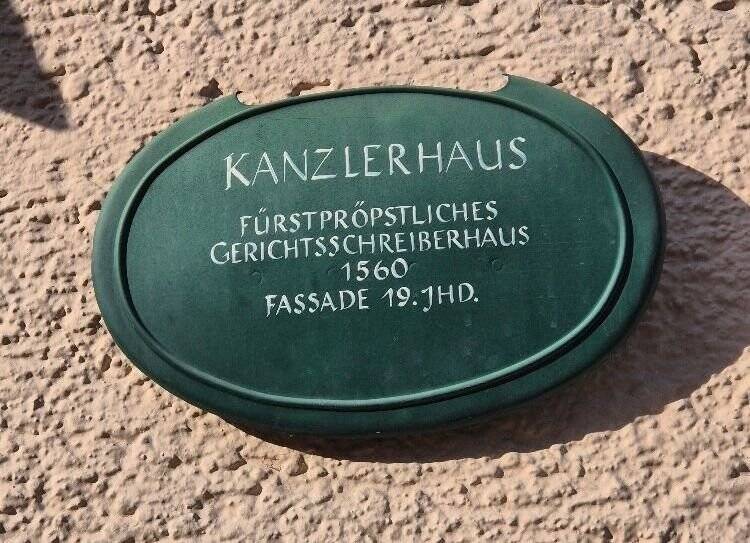 KANZLERHAUS
FÜRSTPRÖPSTLICHES
GERICHTSSCHREIBERHAUS
1560
FASSADE 19. JHD.